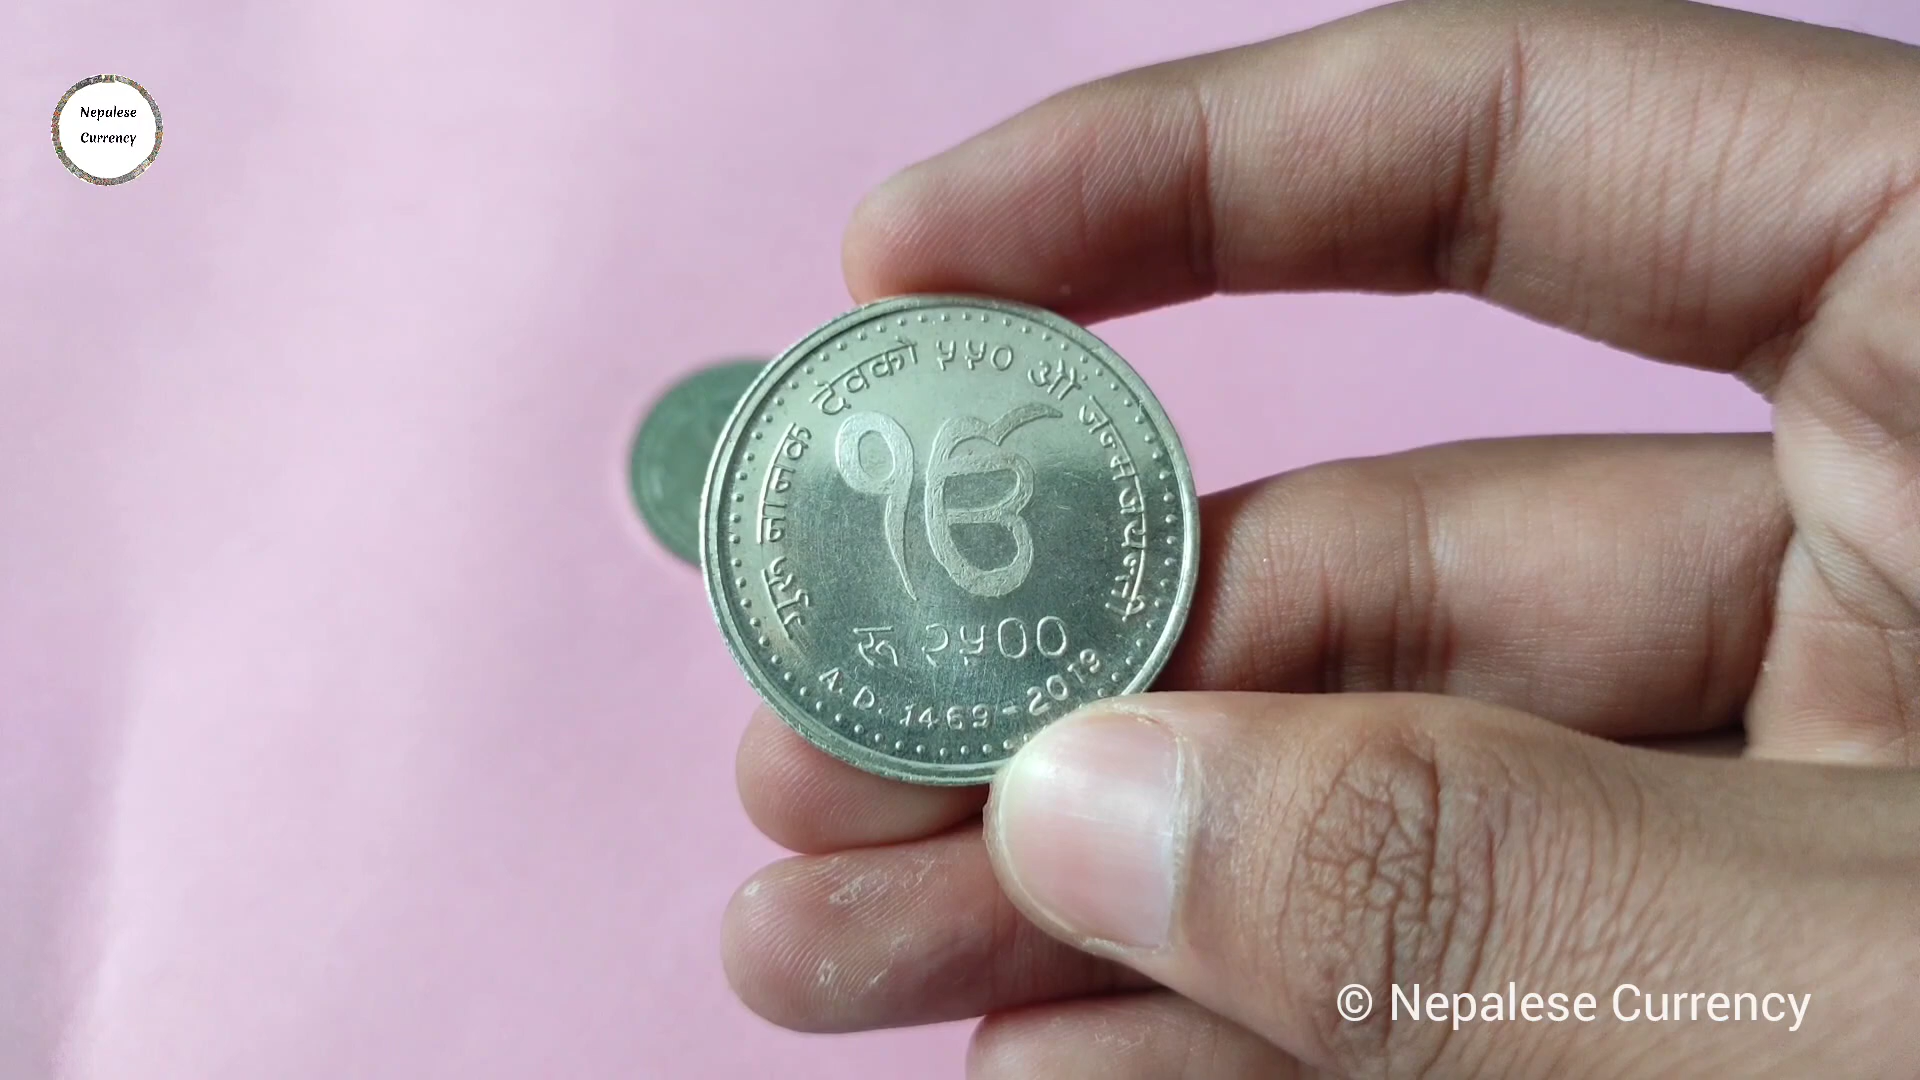 Nepalese
Currency
गुरु नानक देवको ५५० औं जन्मजयन्ती
ੴ
रू २५००
A.D. 1469-2019
© Nepalese Currency